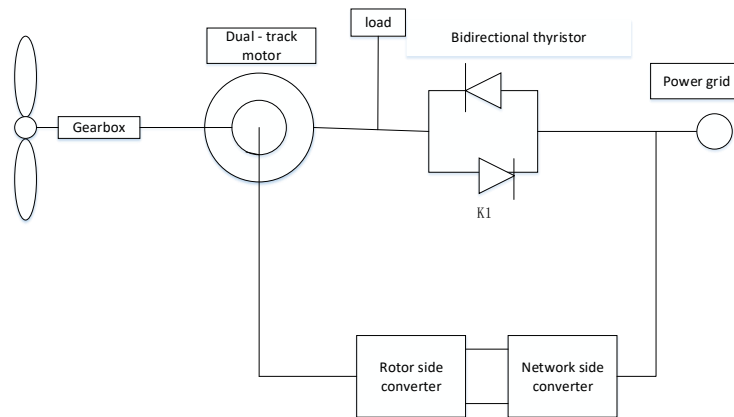 load
Dual - track
motor
Bidirectional thyristor
Power grid
Gearbox
K1
Rotor side
converter
Network side
converter